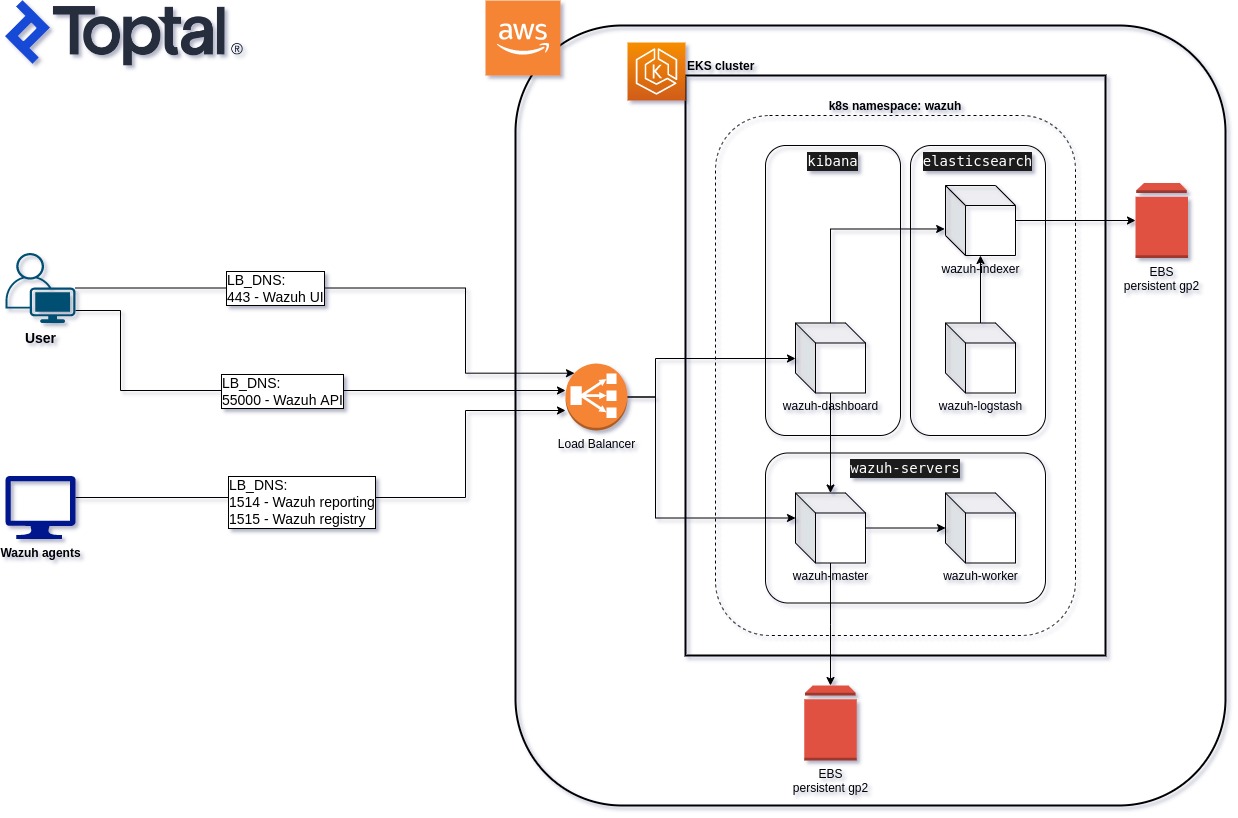 Toptal®
aws
EKS cluster
k8s namespace: wazuh
kibana
elasticsearch
wazuh-indexer
EBS
persistent gp2
LB_DNS:
443 - Wazuh UI
User
LB_DNS:
55000 - Wazuh API
Load Balancer
wazuh-dashboard
wazuh-logstash
wazuh-servers
LB_DNS:
1514 - Wazuh reporting
1515 - Wazuh registry
Wazuh agents
wazuh-master
wazuh-worker
EBS
persistent gp2